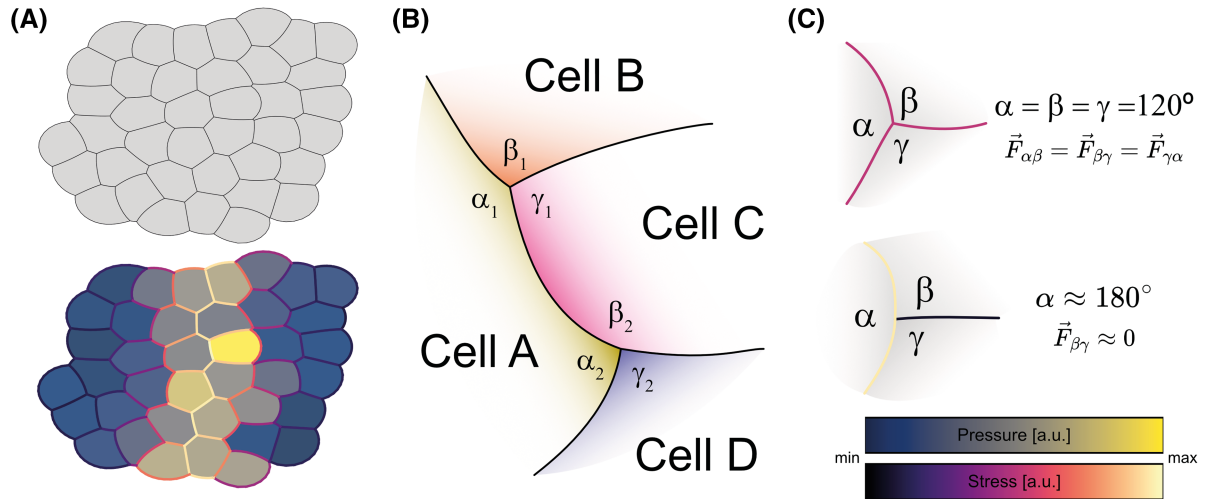 (A)
(B)
Cell B
β₁
α₁
γ₁
Cell C
β₂
Cell A
α₂
γ₂
Cell D
(C)
β
α
γ
α = β = γ =120º
F⃗αβ = F⃗βγ = F⃗γα
β
α
γ
α ≈ 180°
F⃗βγ ≈ 0
Pressure [a.u.]
min
max
Stress [a.u.]